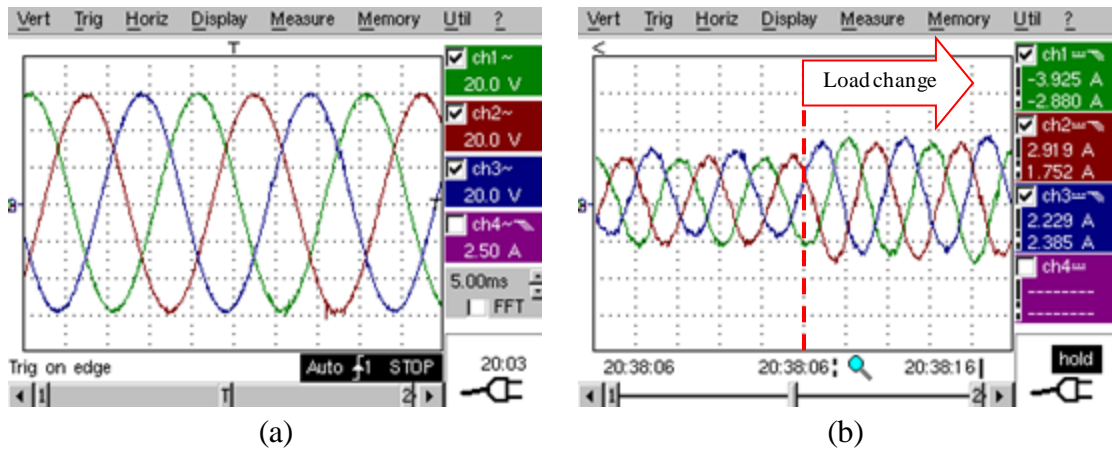 Vert Trig Horiz Display Measure Memory Util ?
T
ch1 ~
20.0 V
ch2~
20.0 V
ch3~
20.0 V
ch4~
2.50 A
5.00ms
FFT
3
T
Trig on edge
Auto 1 STOP
20:03
1 T 2
(a)
Vert Trig Horiz Display Measure Memory Util ?
<
Load change
ch1
-3.925 A
-2.880 A
ch2
2.919 A
1.752 A
ch3
2.229 A
2.385 A
ch4
--------
--------
3
20:38:06 20:38:06 20:38:16
hold
1 2
(b)